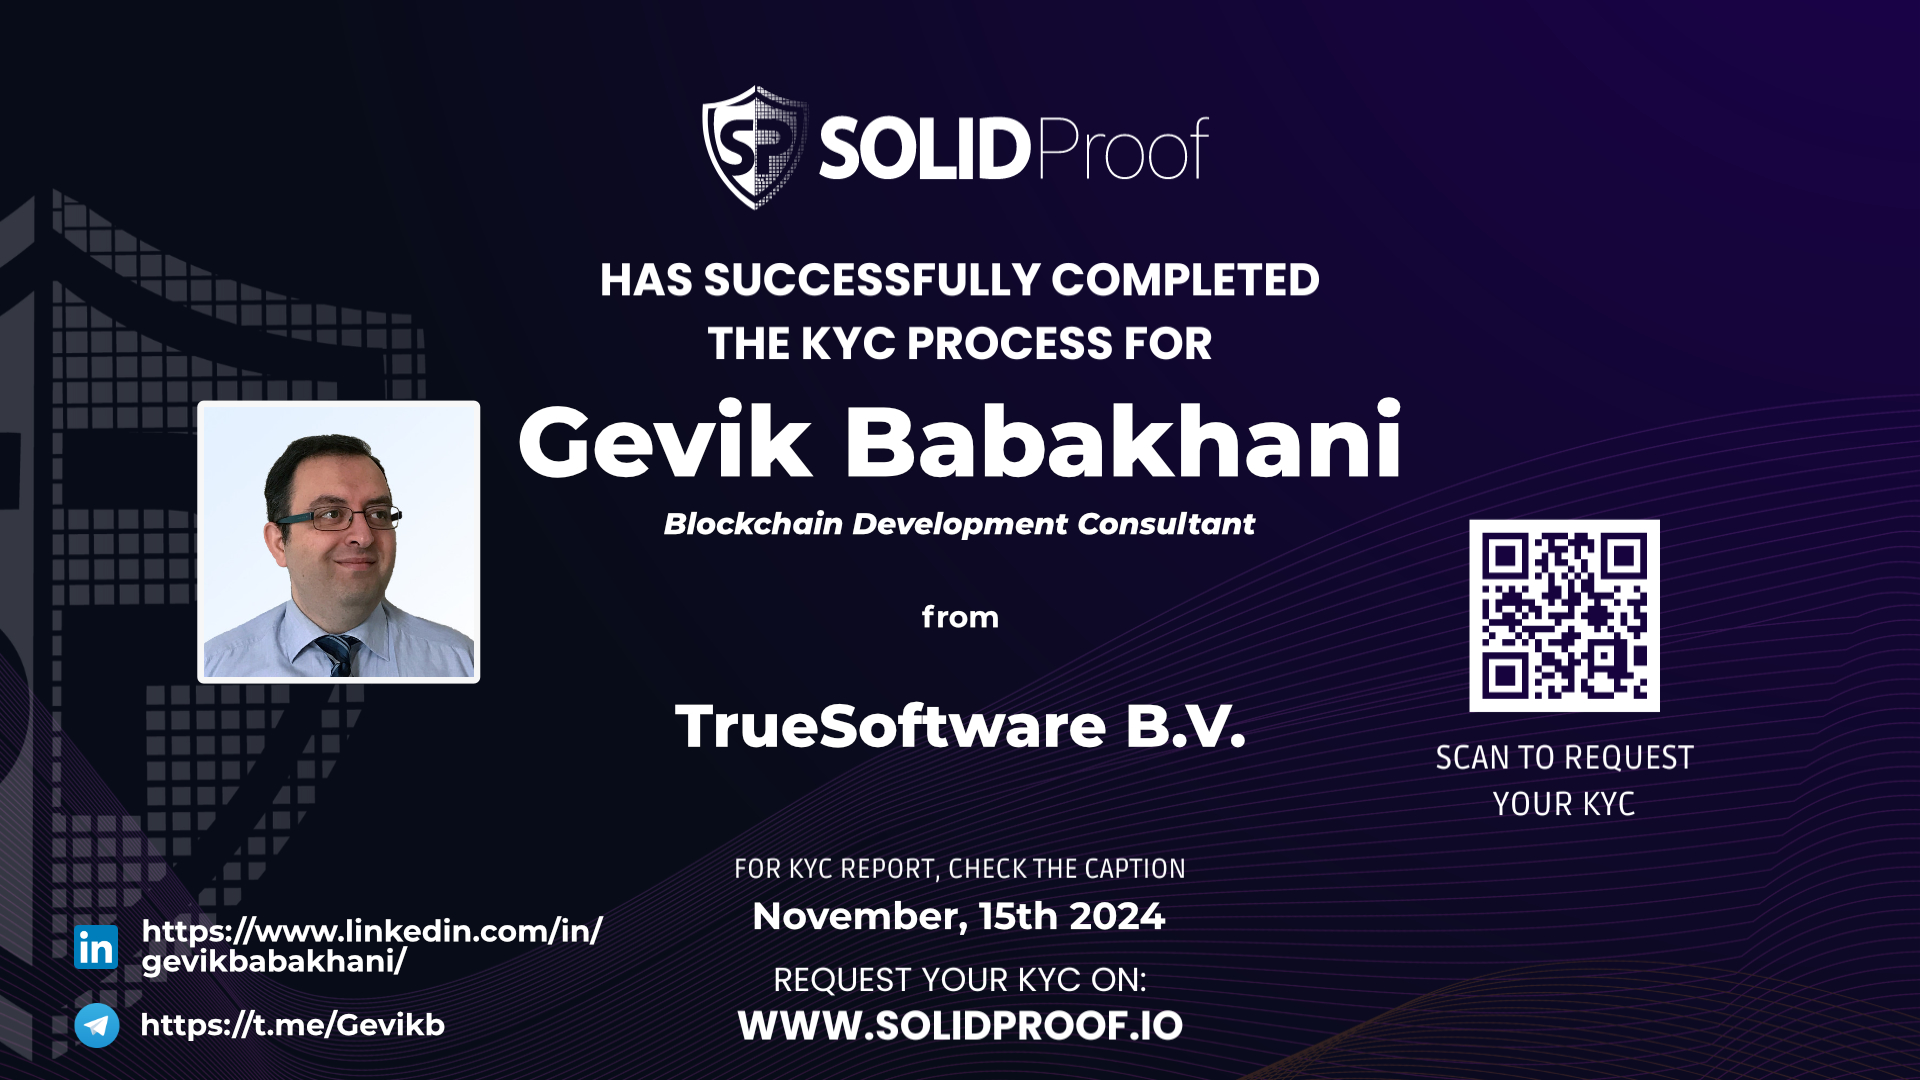 SP SOLIDProof
HAS SUCCESSFULLY COMPLETED
THE KYC PROCESS FOR
Gevik Babakhani
Blockchain Development Consultant
from
TrueSoftware B.V.
SCAN TO REQUEST
YOUR KYC
FOR KYC REPORT, CHECK THE CAPTION
November, 15th 2024
REQUEST YOUR KYC ON:
WWW.SOLIDPROOF.IO
in https://www.linkedin.com/in/
gevikbabakhani/
https://t.me/Gevikb